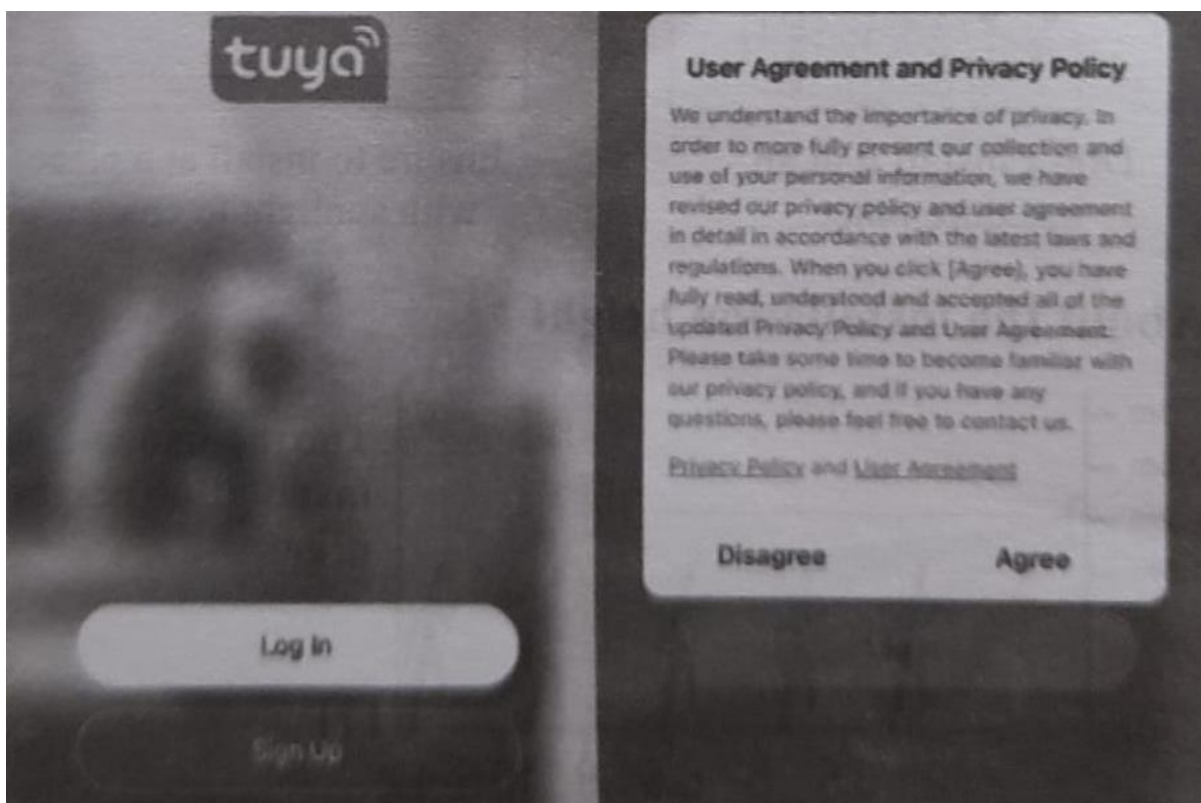 tuya
Log In
Sign Up
User Agreement and Privacy Policy
We understand the importance of privacy. In
order to more fully present our collection and
use of your personal information, we have
revised our privacy policy and user agreement
in detail in accordance with the latest laws and
regulations. When you click [Agree], you have
fully read, understood and accepted all of the
updated Privacy Policy and User Agreement.
Please take some time to become familiar with
our privacy policy, and if you have any
questions, please feel free to contact us.
Privacy Policy and User Agreement
Disagree Agree